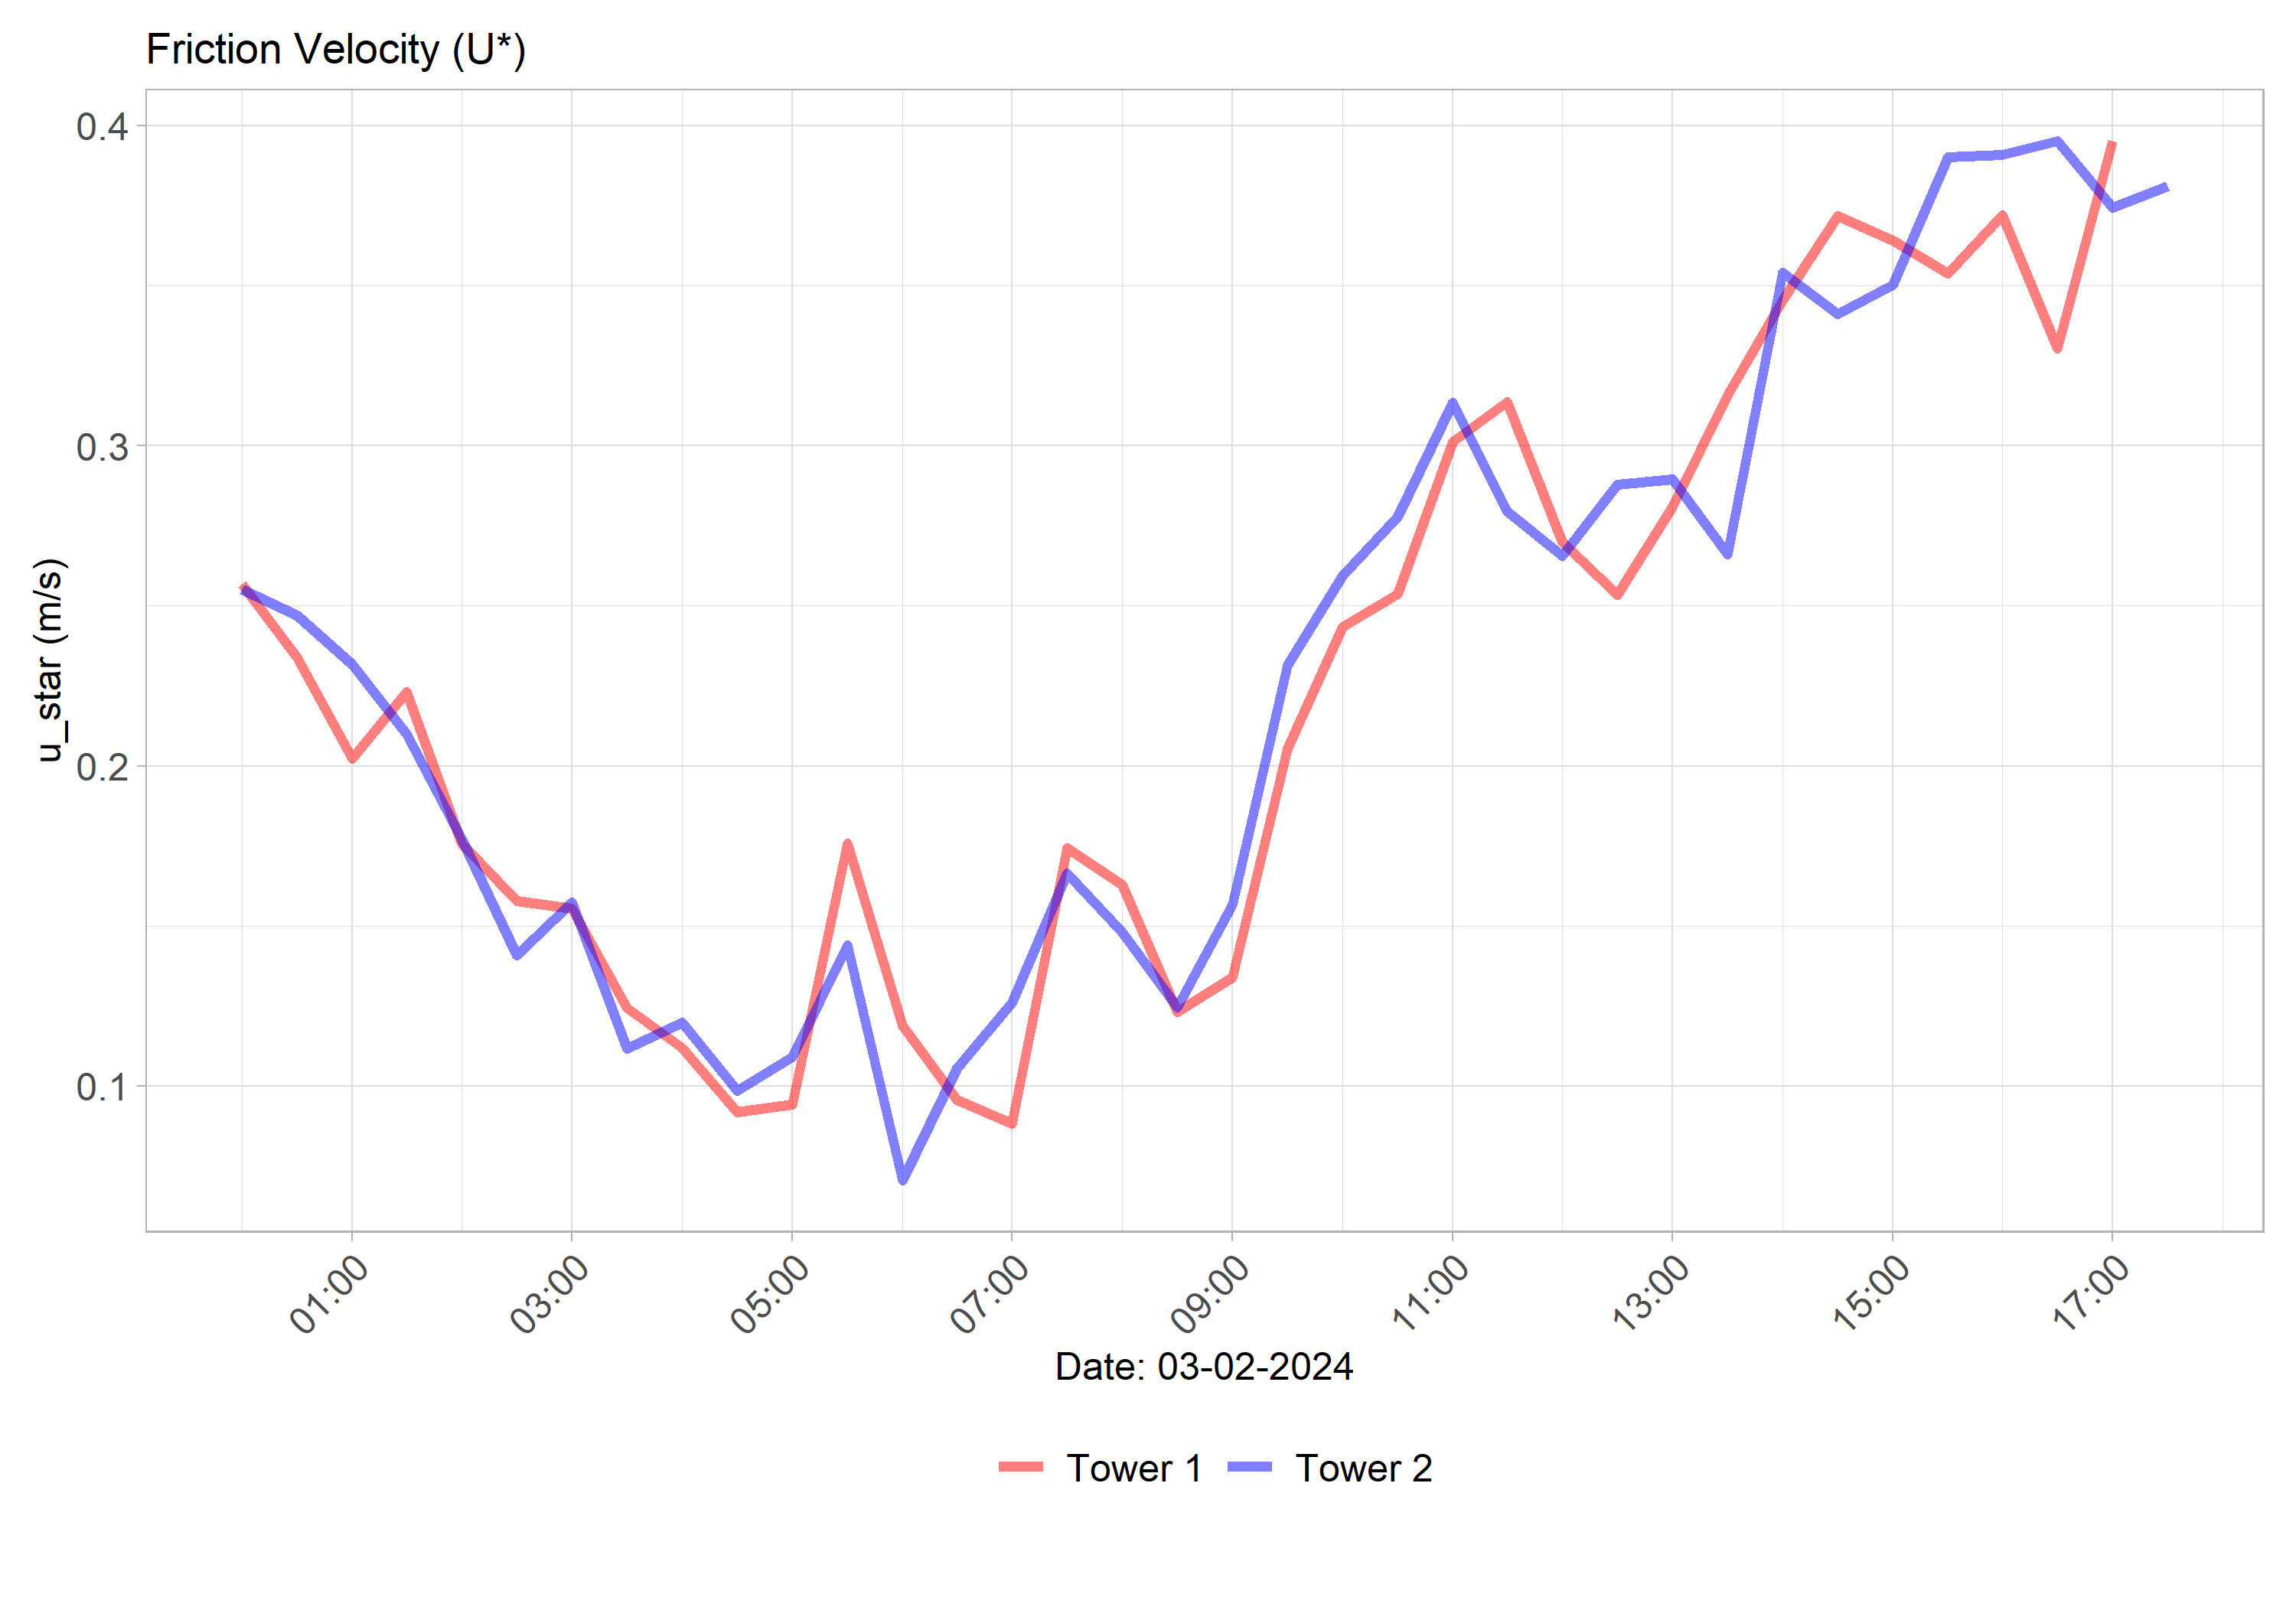 Friction Velocity (U*)
0.4
0.3
0.2
0.1
u_star (m/s)
01:00 03:00 05:00 07:00 09:00 11:00 13:00 15:00 17:00
Date: 03-02-2024
Tower 1 Tower 2